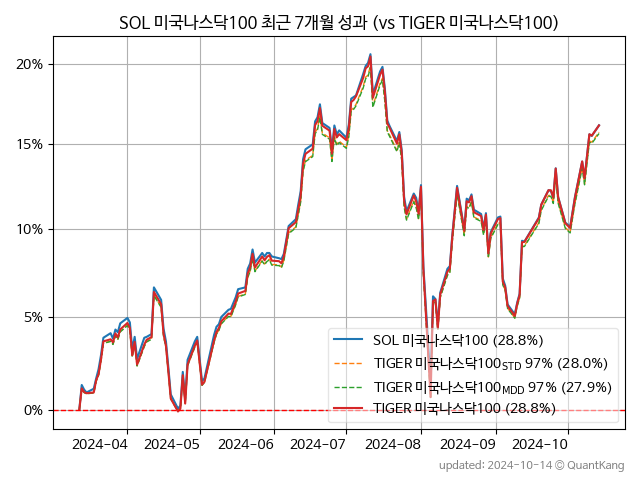 SOL 미국나스닥100 최근 7개월 성과 (vs TIGER 미국나스닥100)
20%
15%
10%
5%
0%
SOL 미국나스닥100 (28.8%)
TIGER 미국나스닥100STD 97% (28.0%)
TIGER 미국나스닥100MDD 97% (27.9%)
TIGER 미국나스닥100 (28.8%)
2024-04 2024-05 2024-06 2024-07 2024-08 2024-09 2024-10
updated: 2024-10-14 © QuantKang